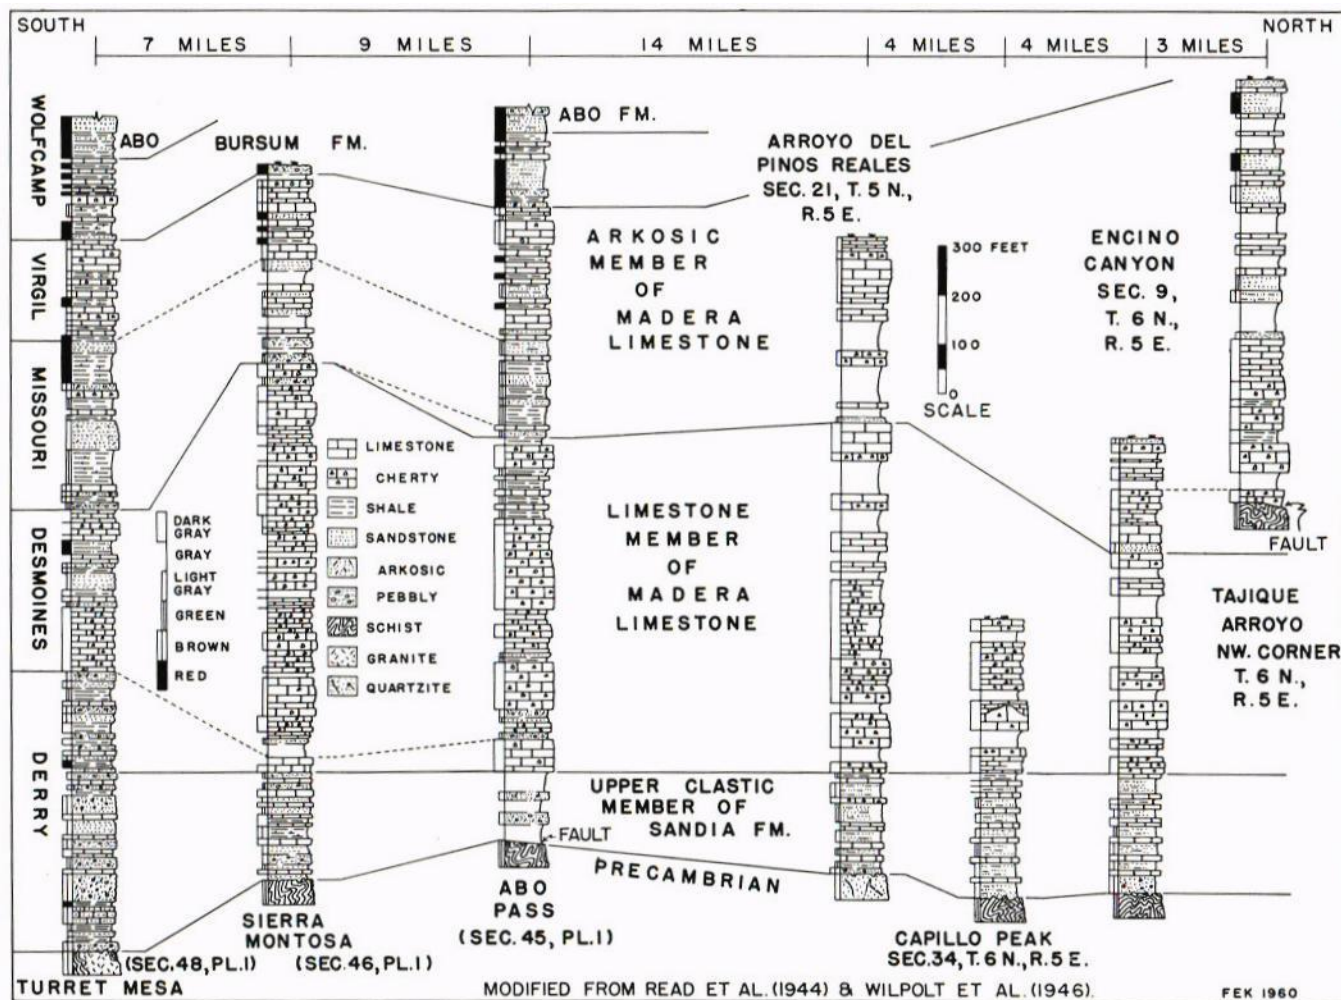 SOUTH
NORTH
7 MILES
9 MILES
14 MILES
4 MILES
4 MILES
3 MILES
WOLFCAMP
VIRGIL
MISSOURI
DESMOINES
DERRY
ABO
BURSUM FM.
ABO FM.
ARROYO DEL
PINOS REALES
SEC. 21, T. 5 N.,
R. 5 E.
ARKOSIC
MEMBER
OF
MADERA
LIMESTONE
300 FEET
200
100
0
SCALE
ENCINO
CANYON
SEC. 9,
T. 6 N.,
R. 5 E.
FAULT
DARK
GRAY
GRAY
LIGHT
GRAY
GREEN
BROWN
RED
LIMESTONE
CHERTY
SHALE
SANDSTONE
ARKOSIC
PEBBLY
SCHIST
GRANITE
QUARTZITE
LIMESTONE
MEMBER
OF
MADERA
LIMESTONE
TAJIQUE
ARROYO
NW. CORNER
T. 6 N.,
R. 5 E.
UPPER CLASTIC
MEMBER OF
SANDIA FM.
FAULT
PRECAMBRIAN
TURRET MESA
(SEC. 48, PL. I)
SIERRA
MONTOSA
(SEC. 46, PL. I)
ABO
PASS
(SEC. 45, PL. I)
CAPILLO PEAK
SEC. 34, T. 6 N., R. 5 E.
MODIFIED FROM READ ET AL. (1944) & WILPOLT ET AL. (1946).
FEK 1960